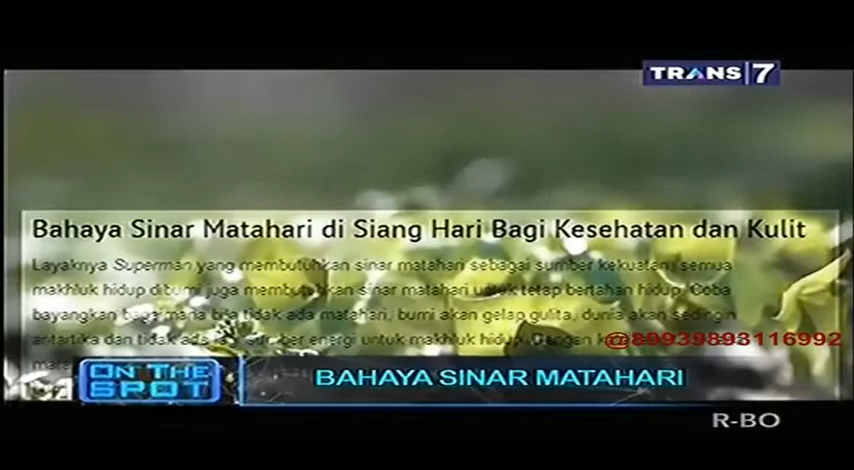 TRANS|7
Bahaya Sinar Matahari di Siang Hari Bagi Kesehatan dan Kulit
Layaknya Superman yang membutuhkan sinar matahari sebagai sumber kekuatan, semua
makhluk hidup dibumi juga membutuhkan sinar matahari untuk tetap bertahan hidup. Coba
bayangkan bagaimana bila tidak ada matahari, bumi akan gelap gulita, dunia akan sedingin
antartika dan tidak ada lagi sumber energi untuk makhluk hidup. Dengan
@89939893116992
ON THE
SPOT
BAHAYA SINAR MATAHARI
R-BO